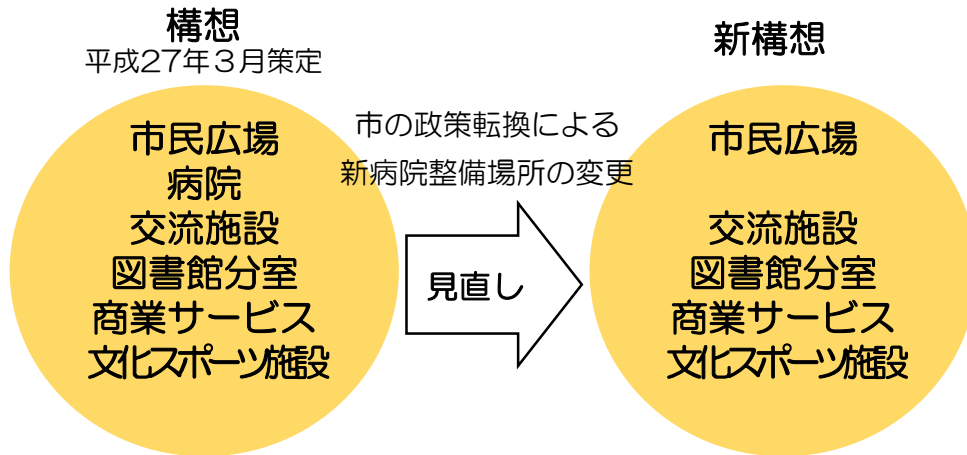 構想
平成27年３月策定
市民広場
病院
交流施設
図書館分室
商業サービス
文化スポーツ施設
市の政策転換による
新病院整備場所の変更
見直し
新構想
市民広場
交流施設
図書館分室
商業サービス
文化スポーツ施設